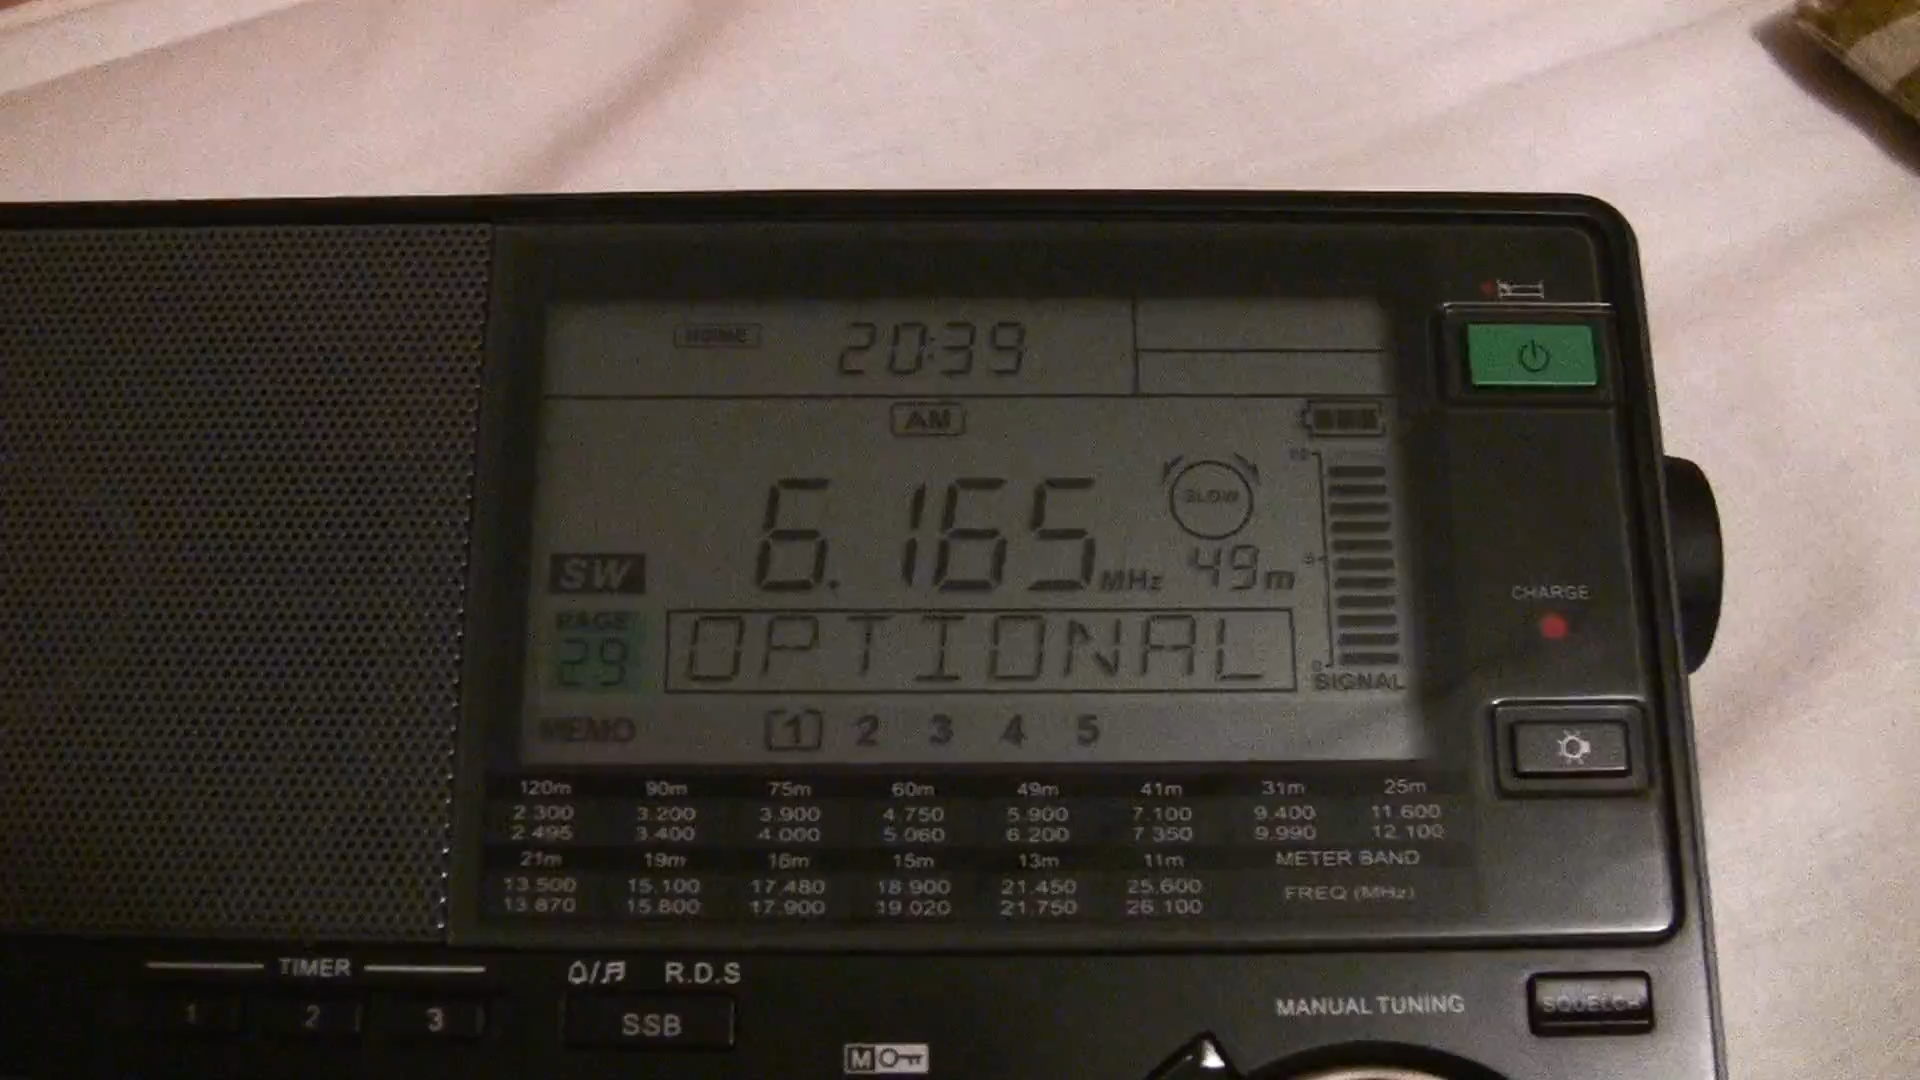 HOME 20:39
AM
6.165 MHz
SLOW
49m
SW
PAGE
29
OPTIONAL
SIGNAL
MEMO 1 2 3 4 5
CHARGE
120m 90m 75m 60m 49m 41m 31m 25m
2.300 3.200 3.900 4.750 5.900 7.100 9.400 11.600
2.495 3.400 4.000 5.060 6.200 7.350 9.990 12.100
21m 19m 16m 15m 13m 11m METER BAND
13.500 15.100 17.480 18.900 21.450 25.600 FREQ (MHz)
13.870 15.800 17.900 19.020 21.750 26.100
TIMER
1 2 3
R.D.S
SSB
M
MANUAL TUNING
SQUELCH